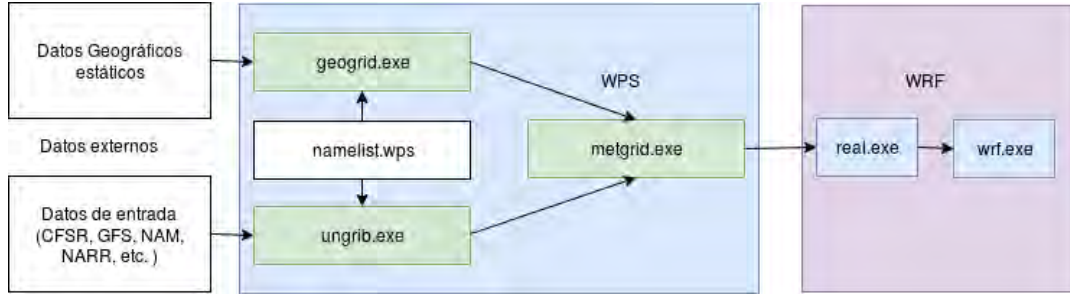 Datos Geográficos
estáticos
geogrid.exe
WPS
WRF
Datos externos
namelist.wps
metgrid.exe
real.exe
wrf.exe
Datos de entrada
(CFSR, GFS, NAM,
NARR, etc. )
ungrib.exe